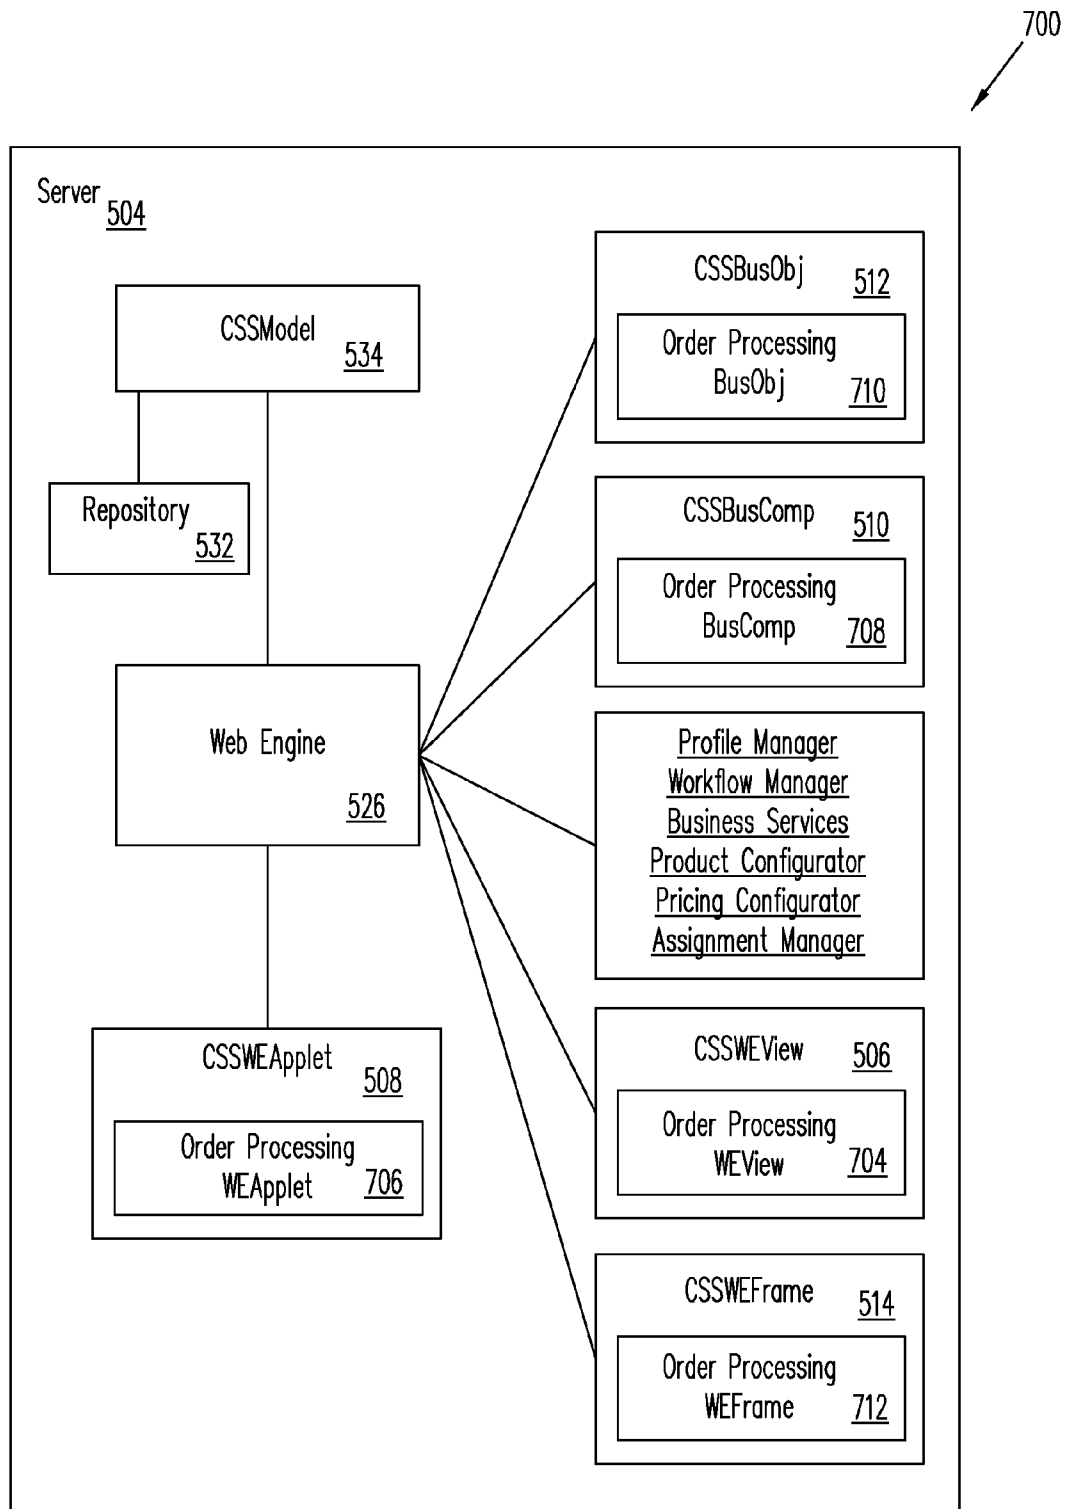 700
Server 504
CSSModel 534
Repository 532
Web Engine
526
CSSWEApplet 508
Order Processing
WEApplet 706
CSSBusObj 512
Order Processing
BusObj 710
CSSBusComp 510
Order Processing
BusComp 708
Profile Manager
Workflow Manager
Business Services
Product Configurator
Pricing Configurator
Assignment Manager
CSSWEView 506
Order Processing
WEView 704
CSSWEFrame 514
Order Processing
WEFrame 712